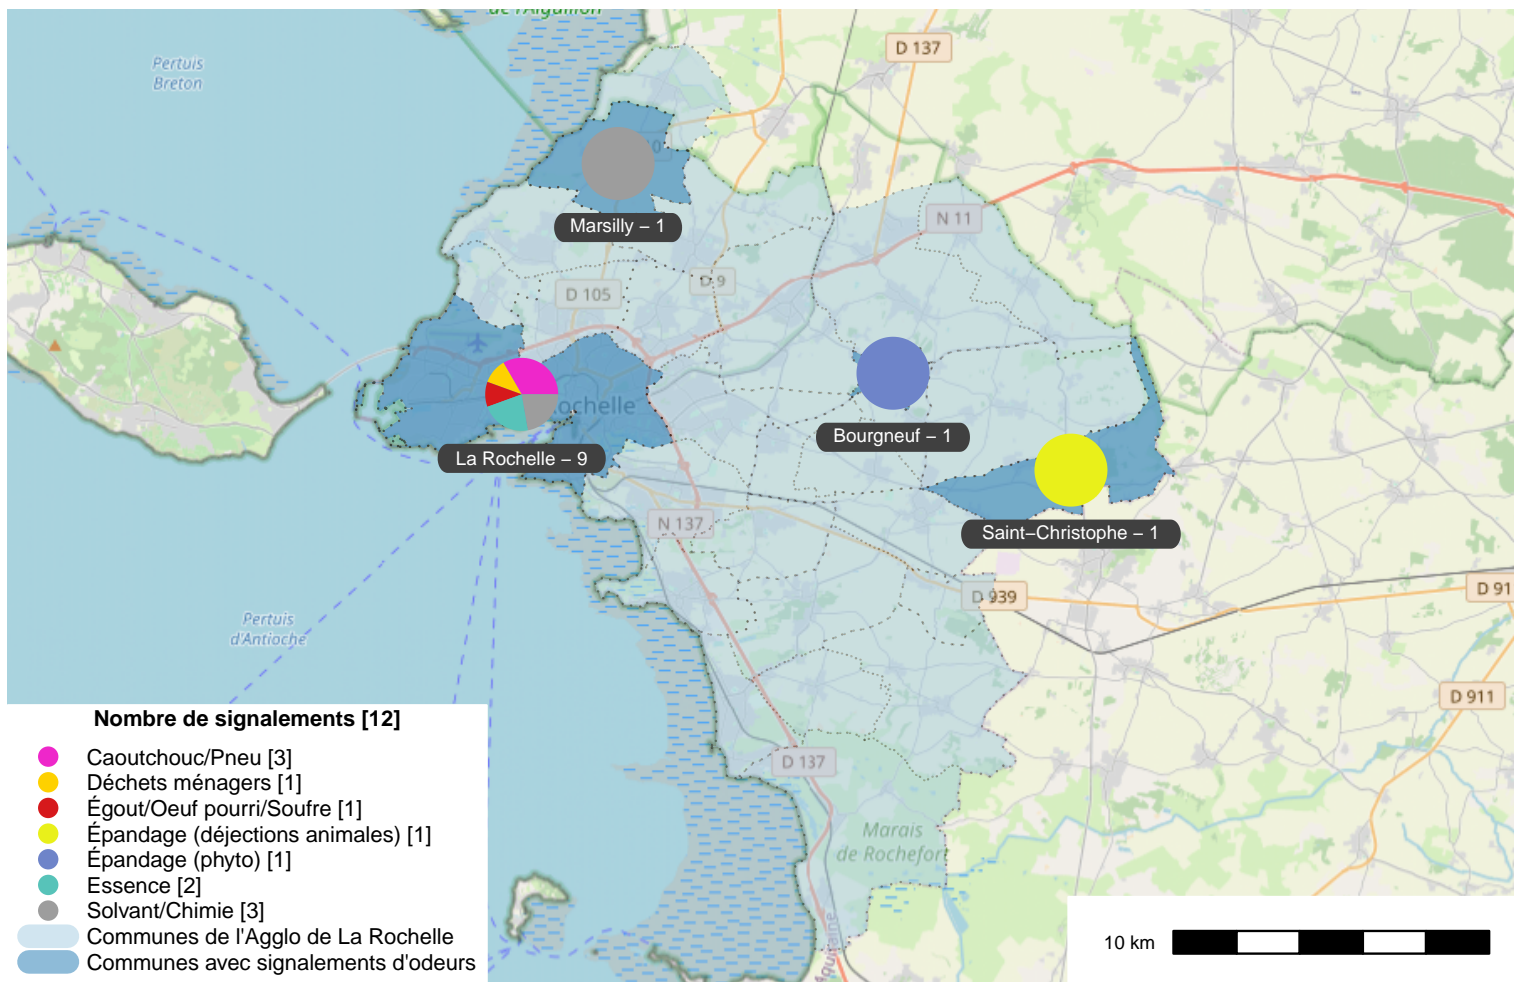 de l'Aiguillon
Pertuis
Breton
D 137
Marsilly – 1
N 11
D 9
D 105
ochelle
La Rochelle – 9
Bourgneuf – 1
Saint–Christophe – 1
N 137
D 939
D 91
Pertuis
d'Antioche
D 911
D 137
Marais
de Rochefort
Aquitaine
Nombre de signalements [12]
Caoutchouc/Pneu [3]
Déchets ménagers [1]
Égout/Oeuf pourri/Soufre [1]
Épandage (déjections animales) [1]
Épandage (phyto) [1]
Essence [2]
Solvant/Chimie [3]
Communes de l'Agglo de La Rochelle
Communes avec signalements d'odeurs
10 km